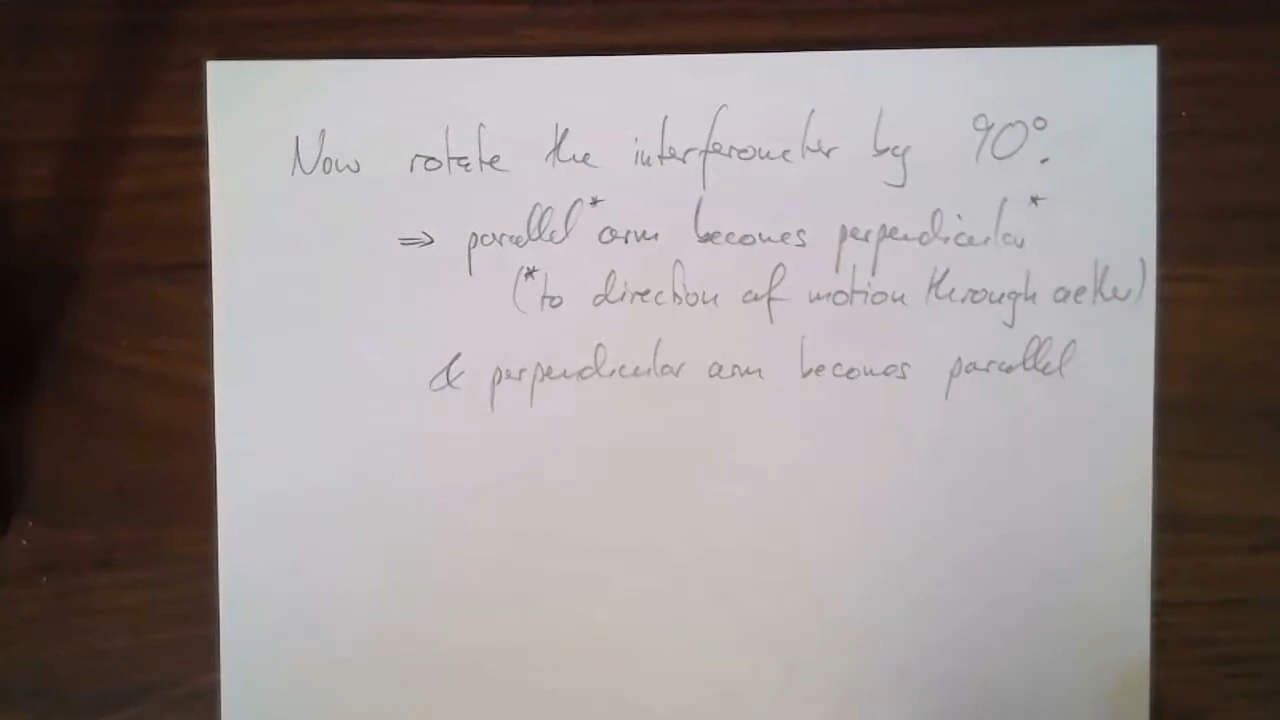 Now rotate the interferometer by 90°.
⇒ parallel* arm becomes perpendicular*
(*to direction of motion through aether)
& perpendicular arm becomes parallel